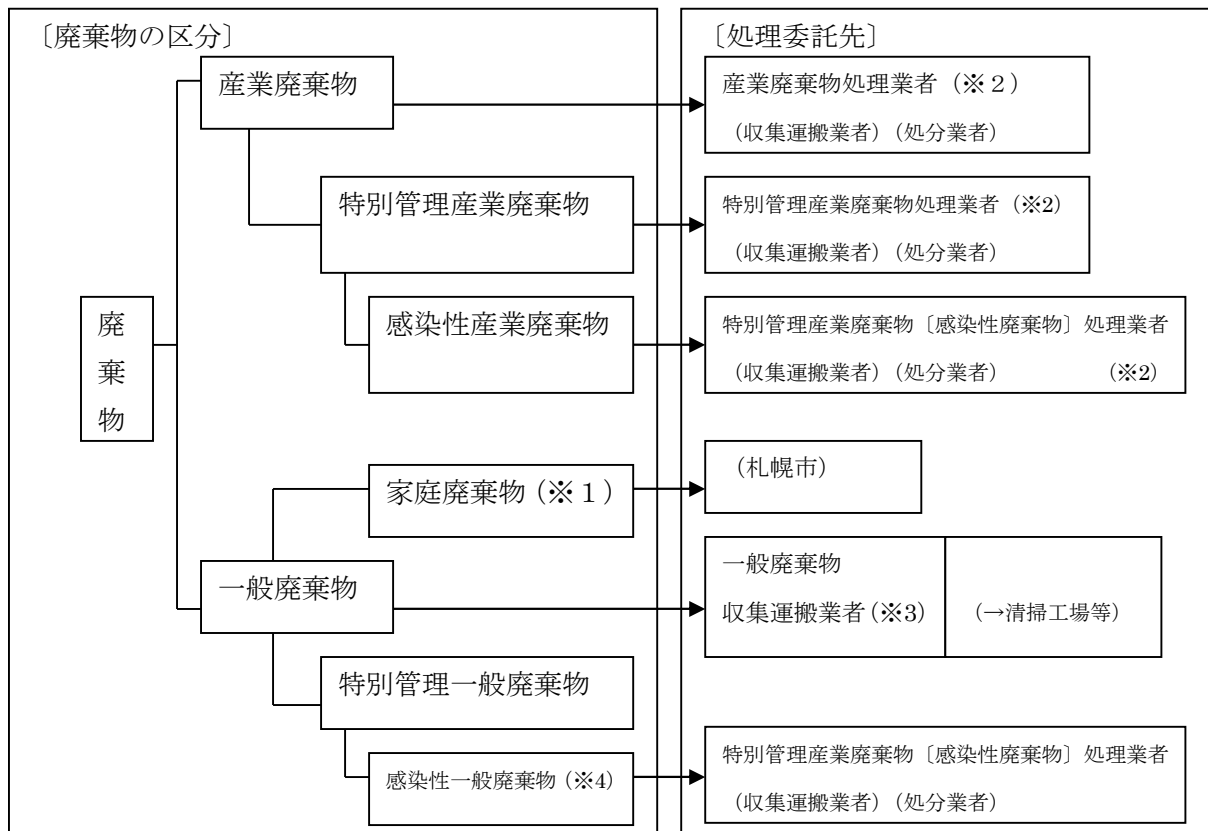 〔廃棄物の区分〕
〔処理委託先〕
産業廃棄物
産業廃棄物処理業者（※２）
（収集運搬業者）（処分業者）
特別管理産業廃棄物
特別管理産業廃棄物処理業者（※2）
（収集運搬業者）（処分業者）
感染性産業廃棄物
特別管理産業廃棄物〔感染性廃棄物〕処理業者
（収集運搬業者）（処分業者）　（※2）
廃
棄
物
家庭廃棄物（※１）
（札幌市）
一般廃棄物
一般廃棄物
収集運搬業者（※3）
（→清掃工場等）
特別管理一般廃棄物
感染性一般廃棄物（※4）
特別管理産業廃棄物〔感染性廃棄物〕処理業者
（収集運搬業者）（処分業者）